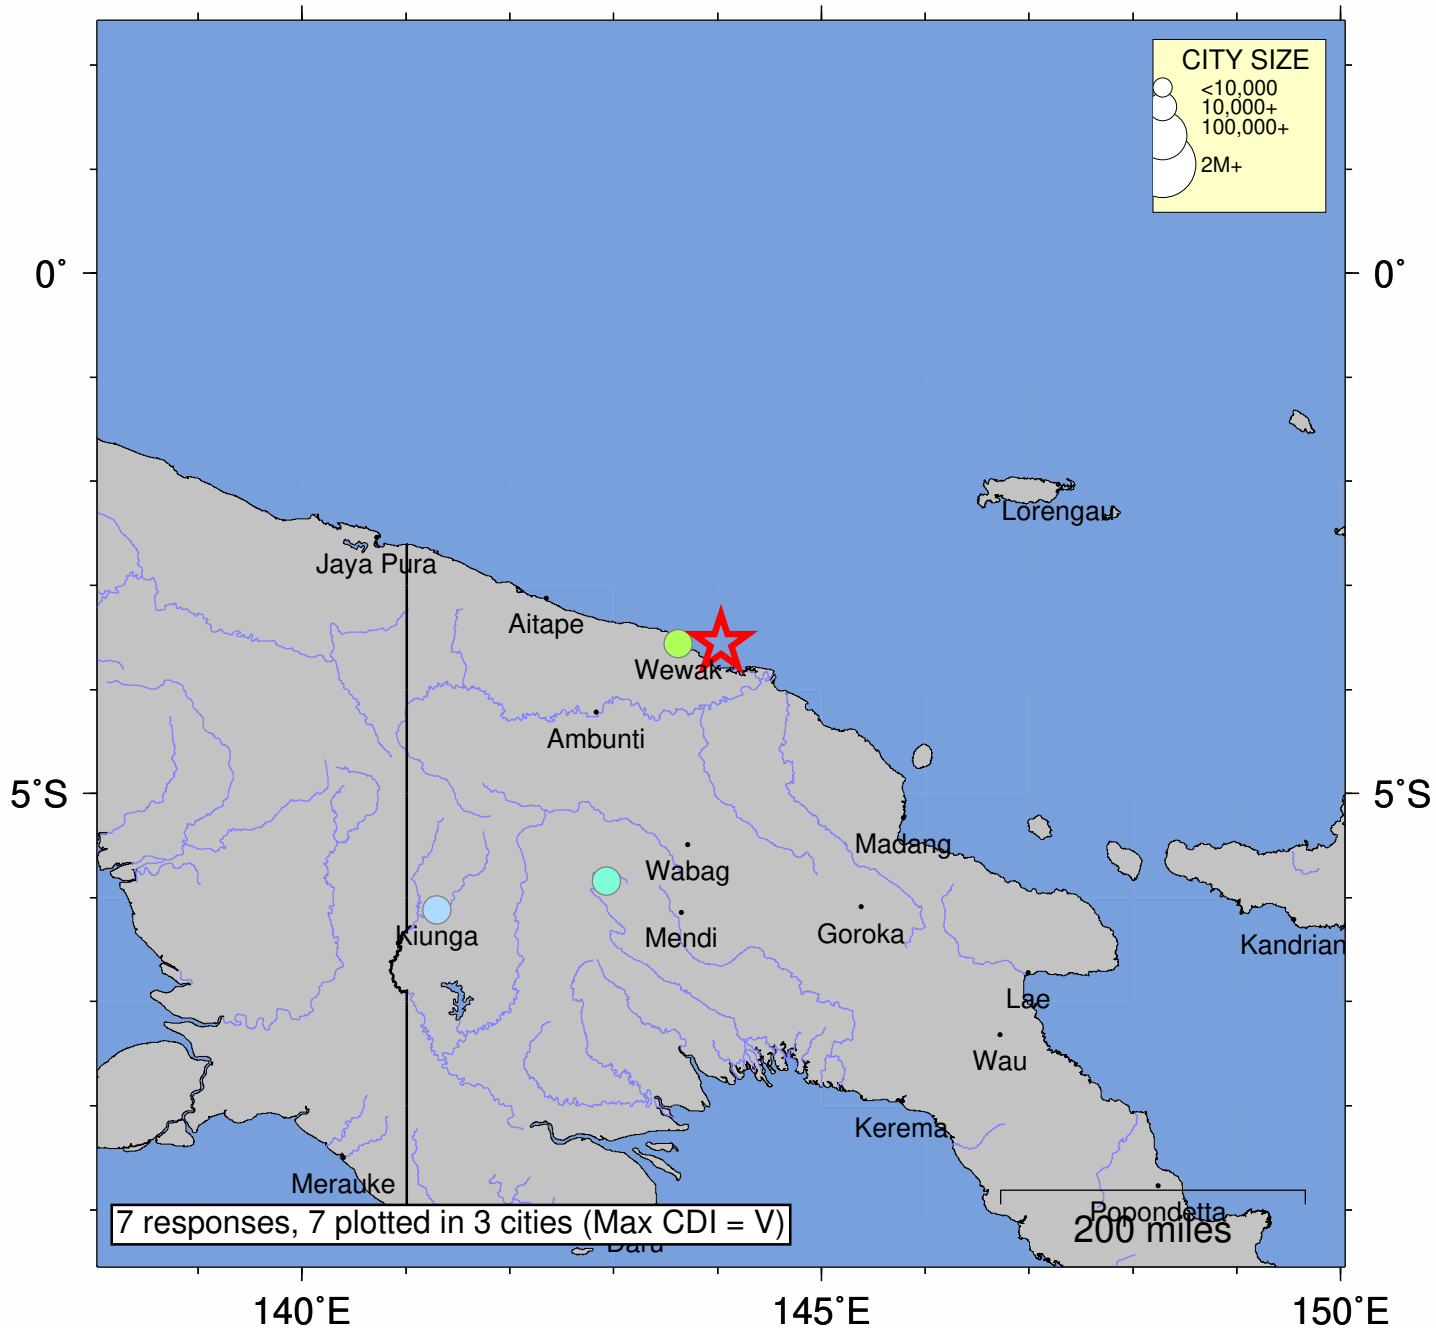 CITY SIZE
<10,000
10,000+
100,000+
2M+
0˚
0˚
Lorengau
Jaya Pura
Aitape
Wewak
Ambunti
5˚S
5˚S
Madang
Wabag
Kiunga
Mendi
Goroka
Kandrian
Lae
Wau
Kerema
Merauke
Popondetta
200 miles
7 responses, 7 plotted in 3 cities (Max CDI = V)
Daru
140˚E
145˚E
150˚E